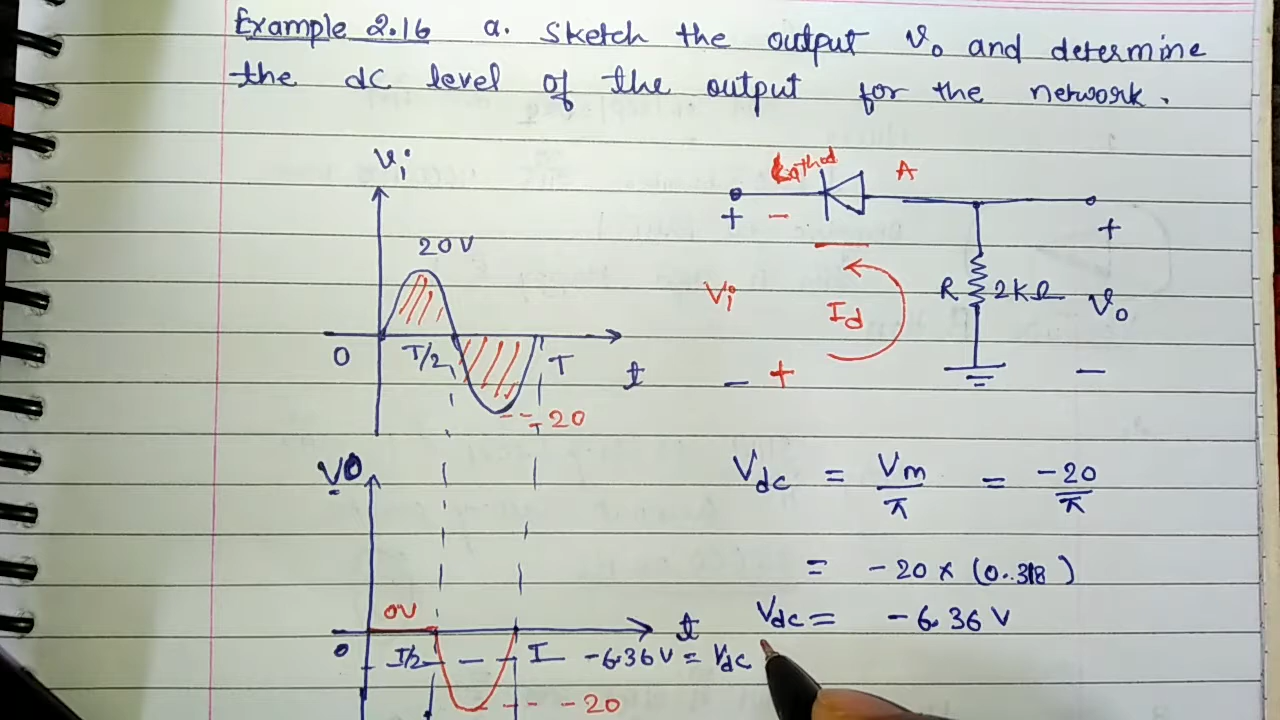 Example 2.16 a. Sketch the output v₀ and determine
the dc level of the output for the network.
vi
20V
0 T/2 T t
-20
Kathod A
+ -
+
Vi Id R 2KΩ v₀
- +
-
V0
0V
0 T/2 T t
-6.36V = Vdc
-20
Vdc = Vm/π = -20/π
= -20 × (0.318)
Vdc = -6.36 V